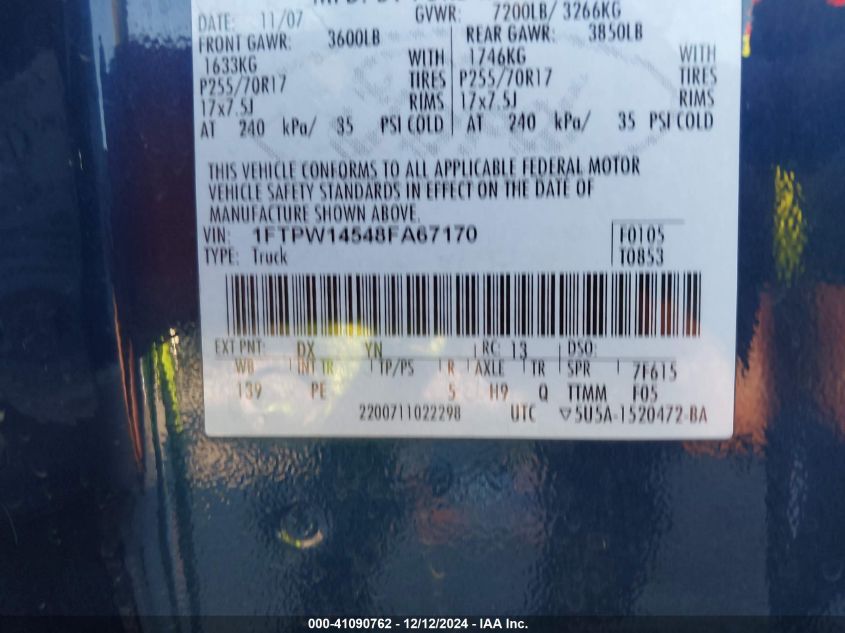 DATE: 11/07 GVWR: 7200LB/ 3266KG
FRONT GAWR: 3600LB REAR GAWR: 3850LB
1633KG WITH 1746KG WITH
P255/70R17 TIRES P255/70R17 TIRES
17x7.5J RIMS 17x7.5J RIMS
AT 240 kPa/ 35 PSI COLD AT 240 kPa/ 35 PSI COLD
THIS VEHICLE CONFORMS TO ALL APPLICABLE FEDERAL MOTOR
VEHICLE SAFETY STANDARDS IN EFFECT ON THE DATE OF
MANUFACTURE SHOWN ABOVE.
VIN: 1FTPW14548FA67170 F0105
TYPE: Truck T0853
EXT PNT: DX YN RC: 13 DSO:
WB INT TR TP/PS R AXLE TR SPR 7F615
139 PE 5 H9 Q TTMM F05
2200711022298 UTC ▽5U5A-1520472-BA
000-41090762 - 12/12/2024 - IAA Inc.